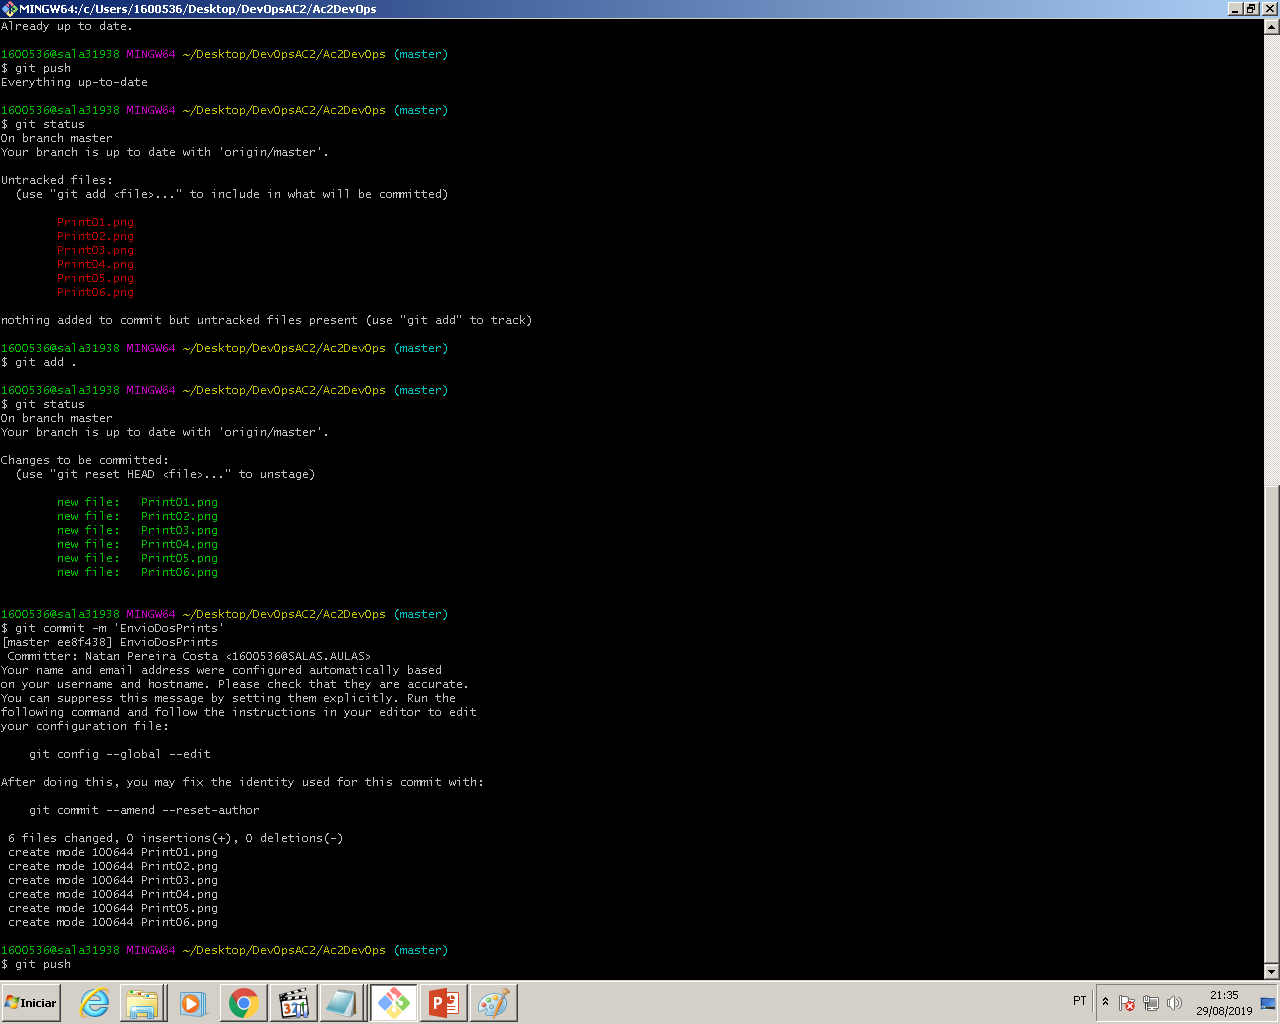 MINGW64:/c/Users/1600536/Desktop/DevOpsAC2/Ac2DevOps
Already up to date.
1600536@sala31938 MINGW64 ~/Desktop/DevOpsAC2/Ac2DevOps (master)
$ git push
Everything up-to-date
1600536@sala31938 MINGW64 ~/Desktop/DevOpsAC2/Ac2DevOps (master)
$ git status
On branch master
Your branch is up to date with 'origin/master'.
Untracked files:
(use "git add <file>..." to include in what will be committed)
Print01.png
Print02.png
Print03.png
Print04.png
Print05.png
Print06.png
nothing added to commit but untracked files present (use "git add" to track)
1600536@sala31938 MINGW64 ~/Desktop/DevOpsAC2/Ac2DevOps (master)
$ git add .
1600536@sala31938 MINGW64 ~/Desktop/DevOpsAC2/Ac2DevOps (master)
$ git status
On branch master
Your branch is up to date with 'origin/master'.
Changes to be committed:
(use "git reset HEAD <file>..." to unstage)
new file:   Print01.png
new file:   Print02.png
new file:   Print03.png
new file:   Print04.png
new file:   Print05.png
new file:   Print06.png
1600536@sala31938 MINGW64 ~/Desktop/DevOpsAC2/Ac2DevOps (master)
$ git commit -m 'EnvioDosPrints'
[master ee8f438] EnvioDosPrints
Committer: Natan Pereira Costa <1600536@SALAS.AULAS>
Your name and email address were configured automatically based
on your username and hostname. Please check that they are accurate.
You can suppress this message by setting them explicitly. Run the
following command and follow the instructions in your editor to edit
your configuration file:
git config --global --edit
After doing this, you may fix the identity used for this commit with:
git commit --amend --reset-author
6 files changed, 0 insertions(+), 0 deletions(-)
create mode 100644 Print01.png
create mode 100644 Print02.png
create mode 100644 Print03.png
create mode 100644 Print04.png
create mode 100644 Print05.png
create mode 100644 Print06.png
1600536@sala31938 MINGW64 ~/Desktop/DevOpsAC2/Ac2DevOps (master)
$ git push
Iniciar
321
PT
21:35
29/08/2019